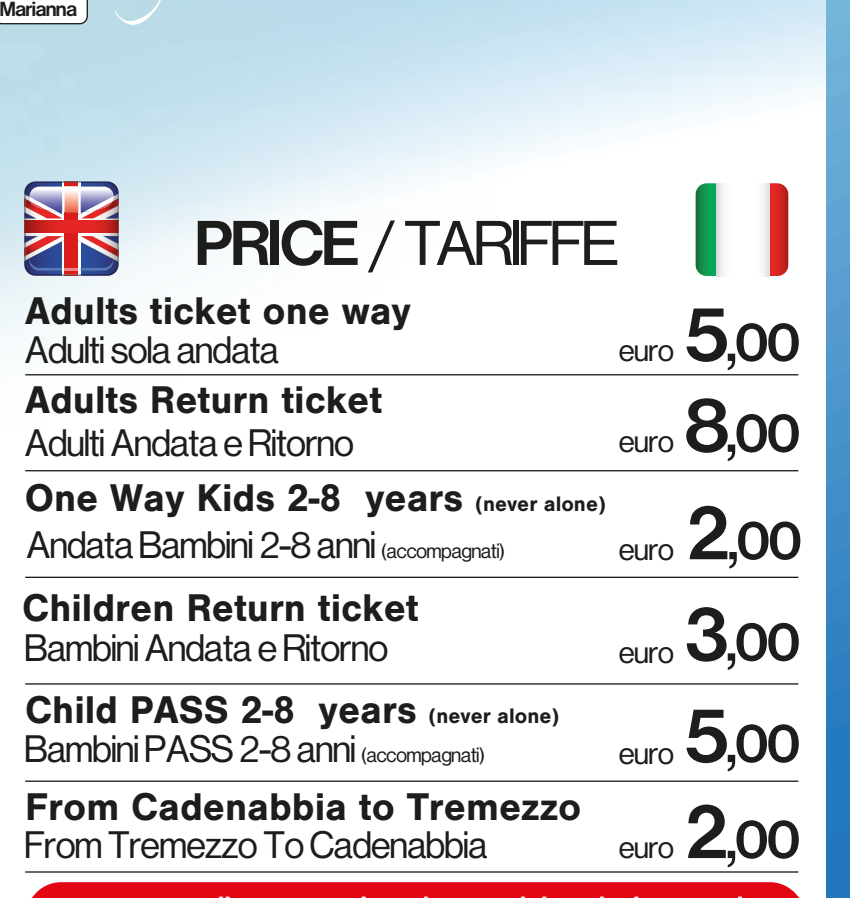 Marianna
PRICE / TARIFFE
Adults ticket one way
Adulti sola andata
euro 5,00
Adults Return ticket
Adulti Andata e Ritorno
euro 8,00
One Way Kids 2-8 years (never alone)
Andata Bambini 2-8 anni (accompagnati)
euro 2,00
Children Return ticket
Bambini Andata e Ritorno
euro 3,00
Child PASS 2-8 years (never alone)
Bambini PASS 2-8 anni (accompagnati)
euro 5,00
From Cadenabbia to Tremezzo
From Tremezzo To Cadenabbia
euro 2,00